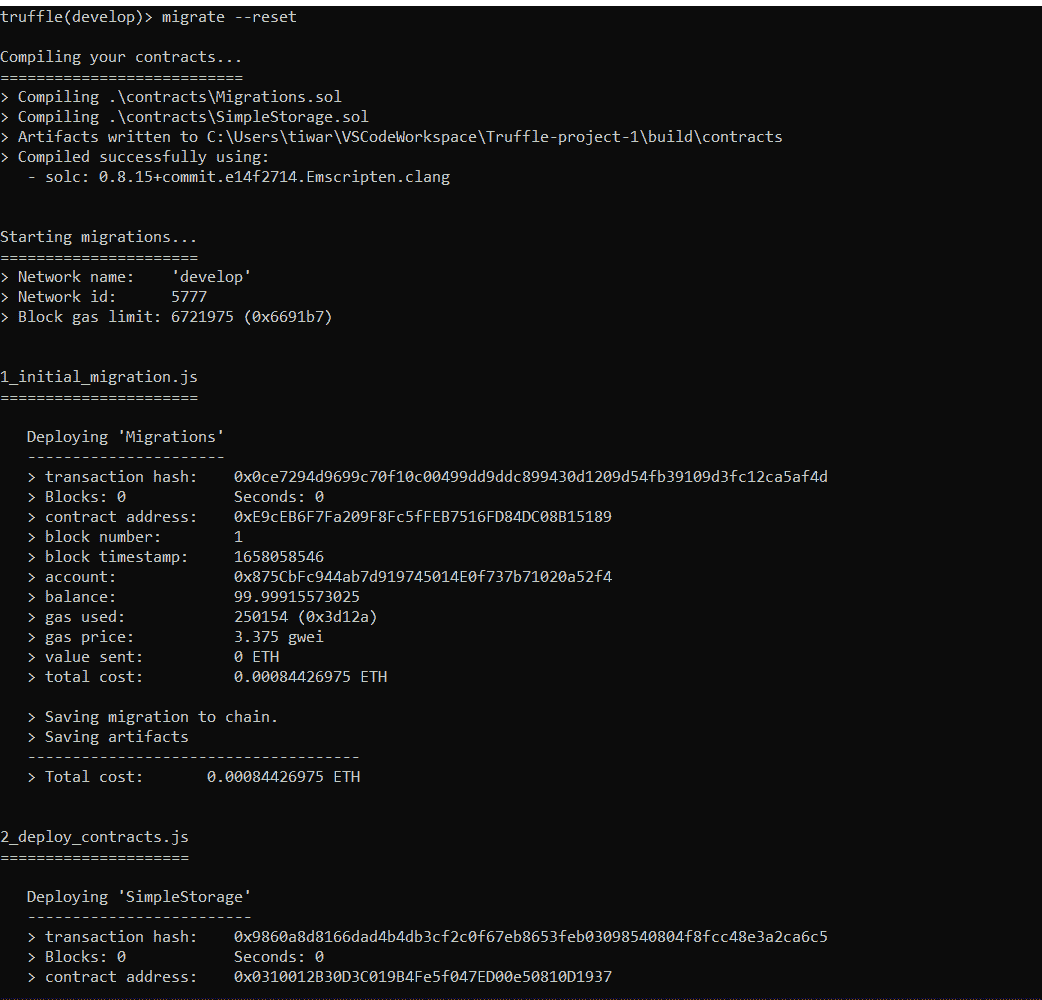 truffle(develop)> migrate --reset
Compiling your contracts...
===========================
> Compiling .\contracts\Migrations.sol
> Compiling .\contracts\SimpleStorage.sol
> Artifacts written to C:\Users\tiwar\VSCodeWorkspace\Truffle-project-1\build\contracts
> Compiled successfully using:
   - solc: 0.8.15+commit.e14f2714.Emscripten.clang
Starting migrations...
======================
> Network name:    'develop'
> Network id:      5777
> Block gas limit: 6721975 (0x6691b7)
1_initial_migration.js
======================
   Deploying 'Migrations'
   ----------------------
   > transaction hash:    0x0ce7294d9699c70f10c00499dd9ddc899430d1209d54fb39109d3fc12ca5af4d
   > Blocks: 0            Seconds: 0
   > contract address:    0xE9cEB6F7Fa209F8Fc5fFEB7516FD84DC08B15189
   > block number:        1
   > block timestamp:     1658058546
   > account:             0x875CbFc944ab7d919745014E0f737b71020a52f4
   > balance:             99.99915573025
   > gas used:            250154 (0x3d12a)
   > gas price:           3.375 gwei
   > value sent:          0 ETH
   > total cost:          0.00084426975 ETH
   > Saving migration to chain.
   > Saving artifacts
   -------------------------------------
   > Total cost:       0.00084426975 ETH
2_deploy_contracts.js
=====================
   Deploying 'SimpleStorage'
   -------------------------
   > transaction hash:    0x9860a8d8166dad4b4db3cf2c0f67eb8653feb03098540804f8fcc48e3a2ca6c5
   > Blocks: 0            Seconds: 0
   > contract address:    0x0310012B30D3C019B4Fe5f047ED00e50810D1937